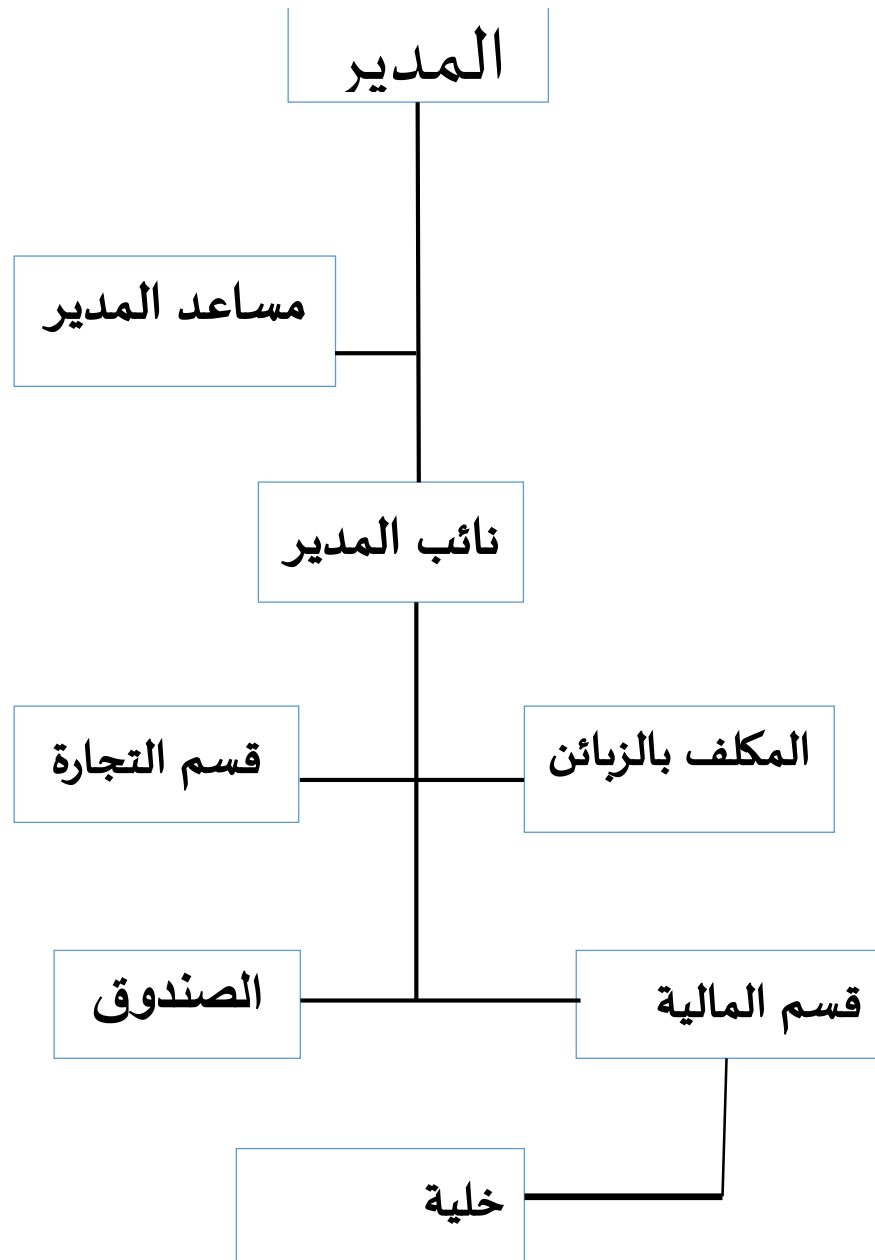 المدير
مساعد المدير
نائب المدير
المكلف بالزبائن
قسم التجارة
قسم المالية
الصندوق
خلية